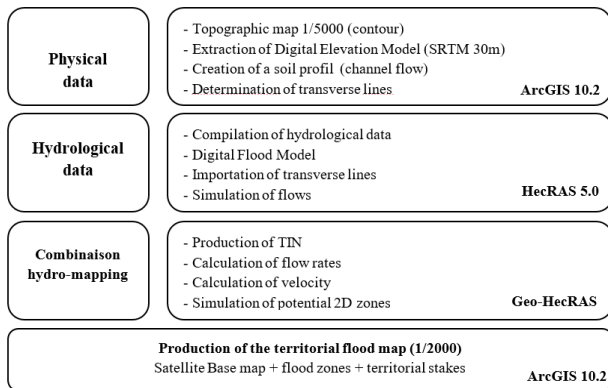 Physical
data
- Topographic map 1/5000 (contour)
- Extraction of Digital Elevation Model (SRTM 30m)
- Creation of a soil profil (channel flow)
- Determination of transverse lines
ArcGIS 10.2
Hydrological
data
- Compilation of hydrological data
- Digital Flood Model
- Importation of transverse lines
- Simulation of flows
HecRAS 5.0
Combinaison
hydro-mapping
- Production of TIN
- Calculation of flow rates
- Calculation of velocity
- Simulation of potential 2D zones
Geo-HecRAS
Production of the territorial flood map (1/2000)
Satellite Base map + flood zones + territorial stakes
ArcGIS 10.2